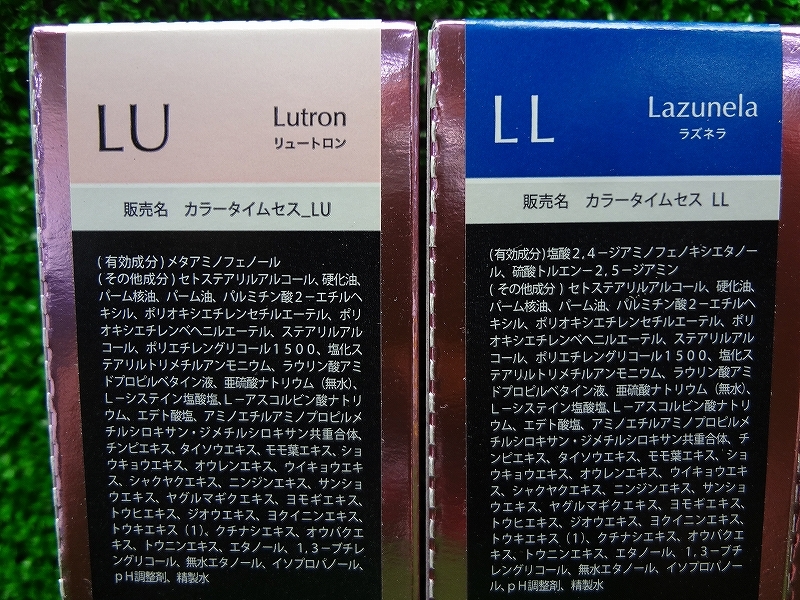 LU
Lutron
リュートロン
販売名 カラータイムセス_LU
(有効成分)メタアミノフェノール
(その他成分)セトステアリルアルコール、硬化油、
パーム核油、パーム油、パルミチン酸2－エチルヘ
キシル、ポリオキシエチレンセチルエーテル、ポリ
オキシエチレンベヘニルエーテル、ステアリルアル
コール、ポリエチレングリコール1500、塩化ス
テアリルトリメチルアンモニウム、ラウリン酸アミ
ドプロピルベタイン液、亜硫酸ナトリウム（無水）、
L－システイン塩酸塩、L－アスコルビン酸ナトリ
ウム、エデト酸塩、アミノエチルアミノプロピルメ
チルシロキサン・ジメチルシロキサン共重合体、
チンピエキス、タイソウエキス、モモ葉エキス、ショ
ウキョウエキス、オウレンエキス、ウイキョウエキ
ス、シャクヤクエキス、ニンジンエキス、サンショ
ウエキス、ヤグルマギクエキス、ヨモギエキス、
トウヒエキス、ジオウエキス、ヨクイニンエキス、
トウキエキス（1）、クチナシエキス、オウバクエ
キス、トウニンエキス、エタノール、1，3－ブチレ
ングリコール、無水エタノール、イソプロパノール、
pH調整剤、精製水
LL
Lazunela
ラズネラ
販売名 カラータイムセス LL
(有効成分)塩酸2，4－ジアミノフェノキシエタノー
ル、硫酸トルエン－2，5－ジアミン
(その他成分)セトステアリルアルコール、硬化油、
パーム核油、パーム油、パルミチン酸2－エチルヘ
キシル、ポリオキシエチレンセチルエーテル、ポリ
オキシエチレンベヘニルエーテル、ステアリルアル
コール、ポリエチレングリコール1500、塩化ス
テアリルトリメチルアンモニウム、ラウリン酸アミ
ドプロピルベタイン液、亜硫酸ナトリウム（無水）、
L－システイン塩酸塩、L－アスコルビン酸ナトリ
ウム、エデト酸塩、アミノエチルアミノプロピルメ
チルシロキサン・ジメチルシロキサン共重合体、チ
ンピエキス、タイソウエキス、モモ葉エキス、ショ
ウキョウエキス、オウレンエキス、ウイキョウエキ
ス、シャクヤクエキス、ニンジンエキス、サンショ
ウエキス、ヤグルマギクエキス、ヨモギエキス、
トウヒエキス、ジオウエキス、ヨクイニンエキス、
トウキエキス（1）、クチナシエキス、オウバクエ
キス、トウニンエキス、エタノール、1，3－ブチ
レングリコール、無水エタノール、イソプロパノー
ル、pH調整剤、精製水